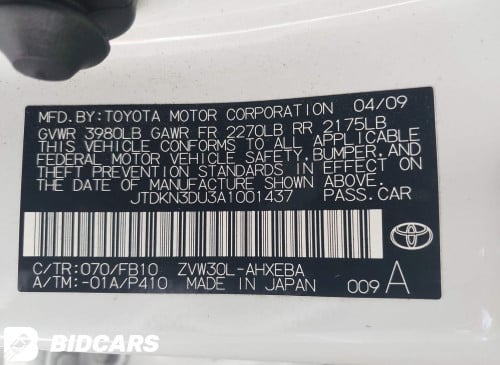 MFD. BY: TOYOTA MOTOR CORPORATION 04/09
GVWR 3980LB GAWR FR 2270LB RR 2175LB
THIS VEHICLE CONFORMS TO ALL APPLICABLE
FEDERAL MOTOR VEHICLE SAFETY, BUMPER, AND
THEFT PREVENTION STANDARDS IN EFFECT ON
THE DATE OF MANUFACTURE SHOWN ABOVE.
JTDKN3DU3A1001437 PASS. CAR
C/TR: 070/FB10 ZVW30L-AHXEBA
A/TM: -01A/P410 MADE IN JAPAN 009 A
TOYOTA
BIDCARS